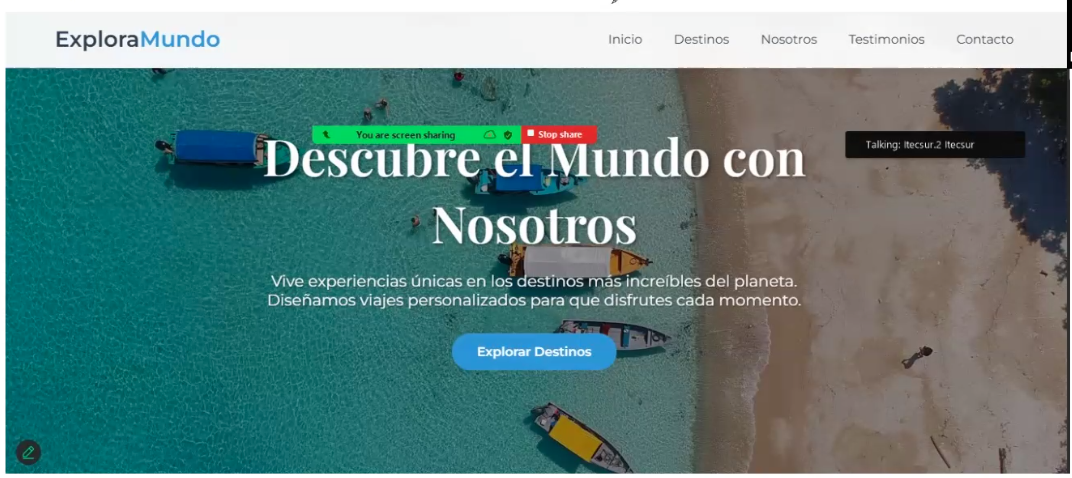 ExploraMundo
Inicio Destinos Nosotros Testimonios Contacto
You are screen sharing Stop share
Talking: Itecsur.2 Itecsur
Descubre el Mundo con
Nosotros
Vive experiencias únicas en los destinos más increíbles del planeta.
Diseñamos viajes personalizados para que disfrutes cada momento.
Explorar Destinos